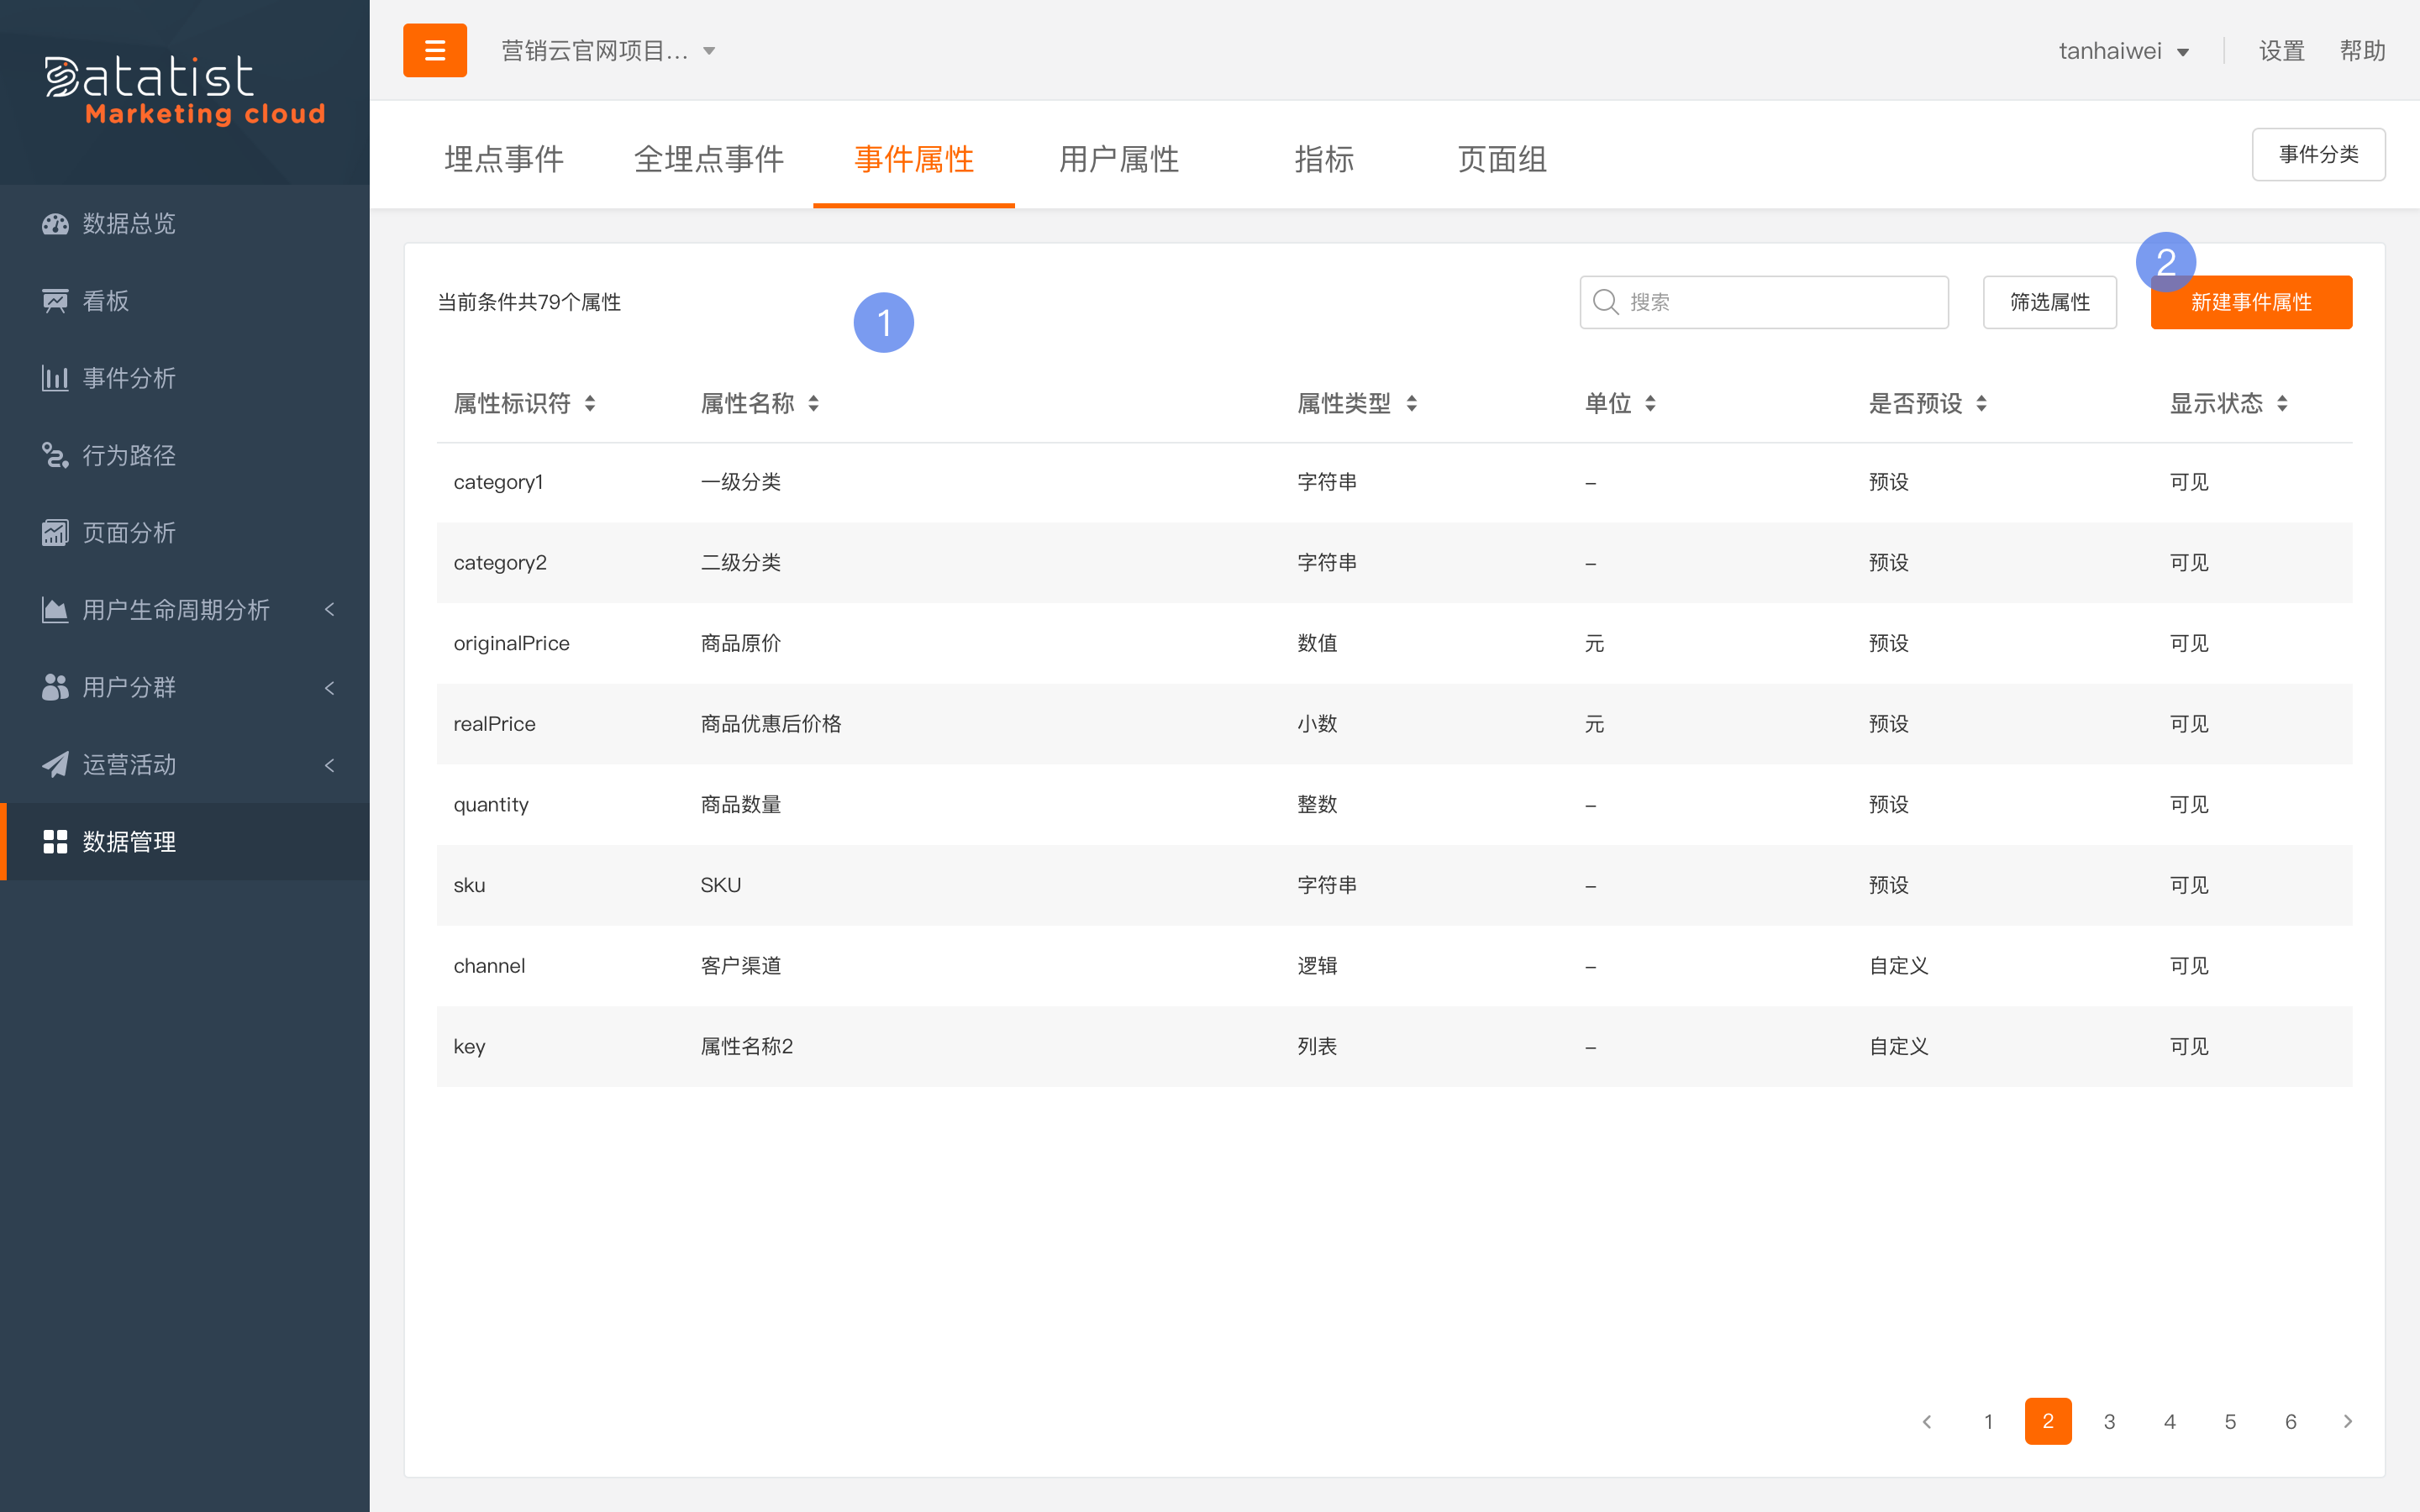 Datatist
Marketing cloud
数据总览
看板
事件分析
行为路径
页面分析
用户生命周期分析
用户分群
运营活动
数据管理
营销云官网项目...
tanhaiwei
设置
帮助
埋点事件 全埋点事件 事件属性 用户属性 指标 页面组
事件分类
当前条件共79个属性
1
搜索
筛选属性
2
新建事件属性
属性标识符 属性名称 属性类型 单位 是否预设 显示状态
category1 一级分类 字符串 – 预设 可见
category2 二级分类 字符串 – 预设 可见
originalPrice 商品原价 数值 元 预设 可见
realPrice 商品优惠后价格 小数 元 预设 可见
quantity 商品数量 整数 – 预设 可见
sku SKU 字符串 – 预设 可见
channel 客户渠道 逻辑 – 自定义 可见
key 属性名称2 列表 – 自定义 可见
1 2 3 4 5 6